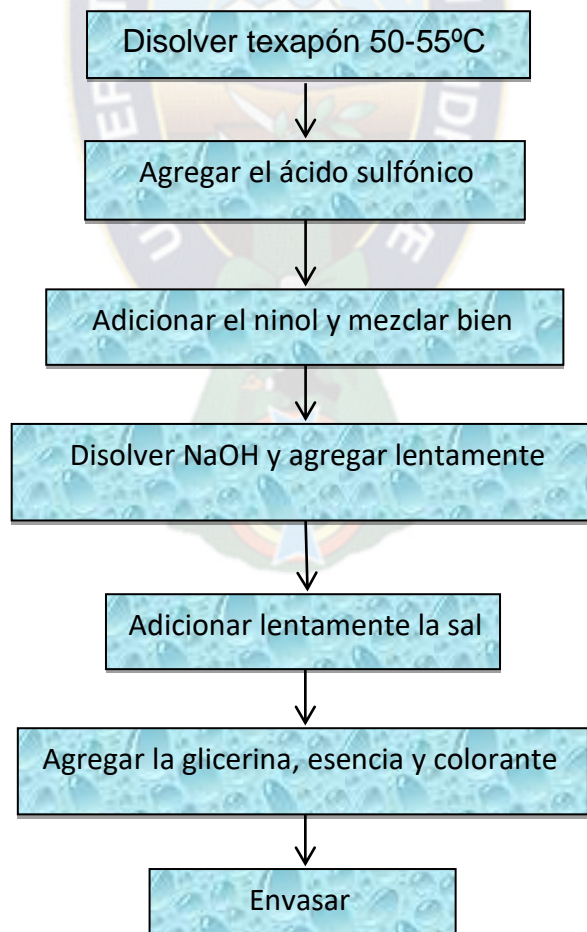 Disolver texapón 50-55ºC
Agregar el ácido sulfónico
Adicionar el ninol y mezclar bien
Disolver NaOH y agregar lentamente
Adicionar lentamente la sal
Agregar la glicerina, esencia y colorante
Envasar